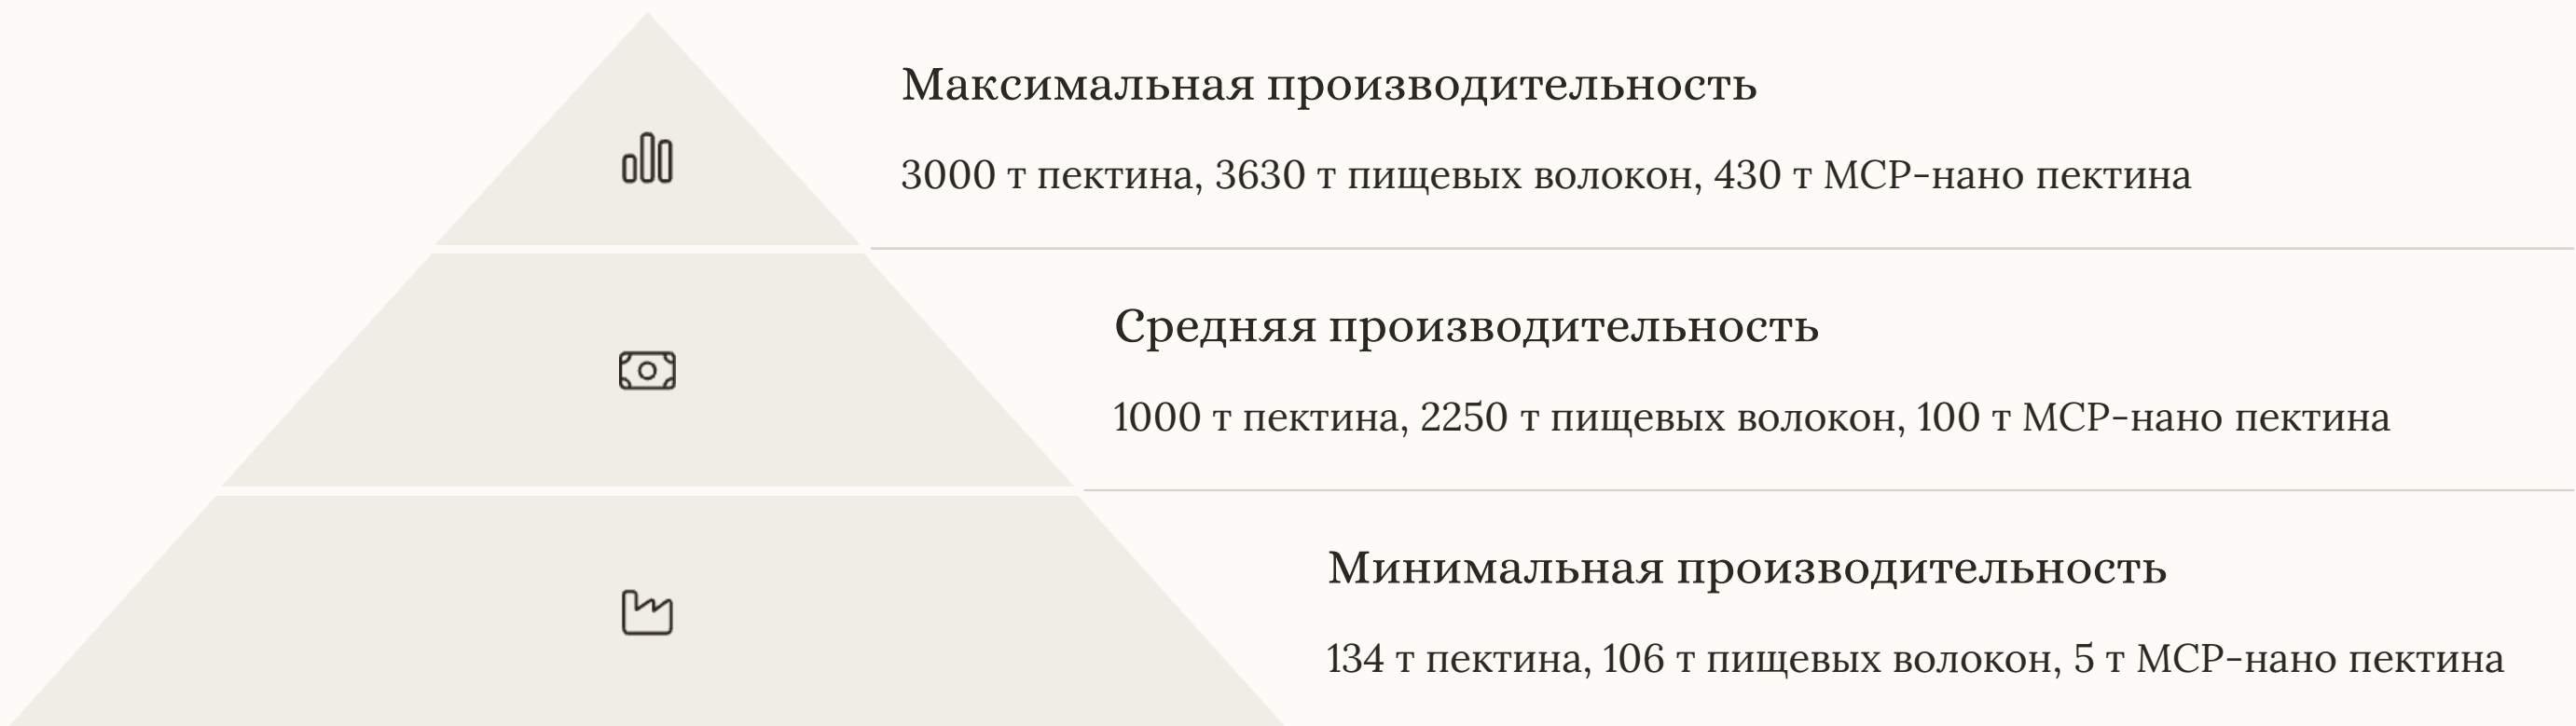 Максимальная производительность
3000 т пектина, 3630 т пищевых волокон, 430 т МСР-нано пектина
Средняя производительность
1000 т пектина, 2250 т пищевых волокон, 100 т МСР-нано пектина
Минимальная производительность
134 т пектина, 106 т пищевых волокон, 5 т МСР-нано пектина